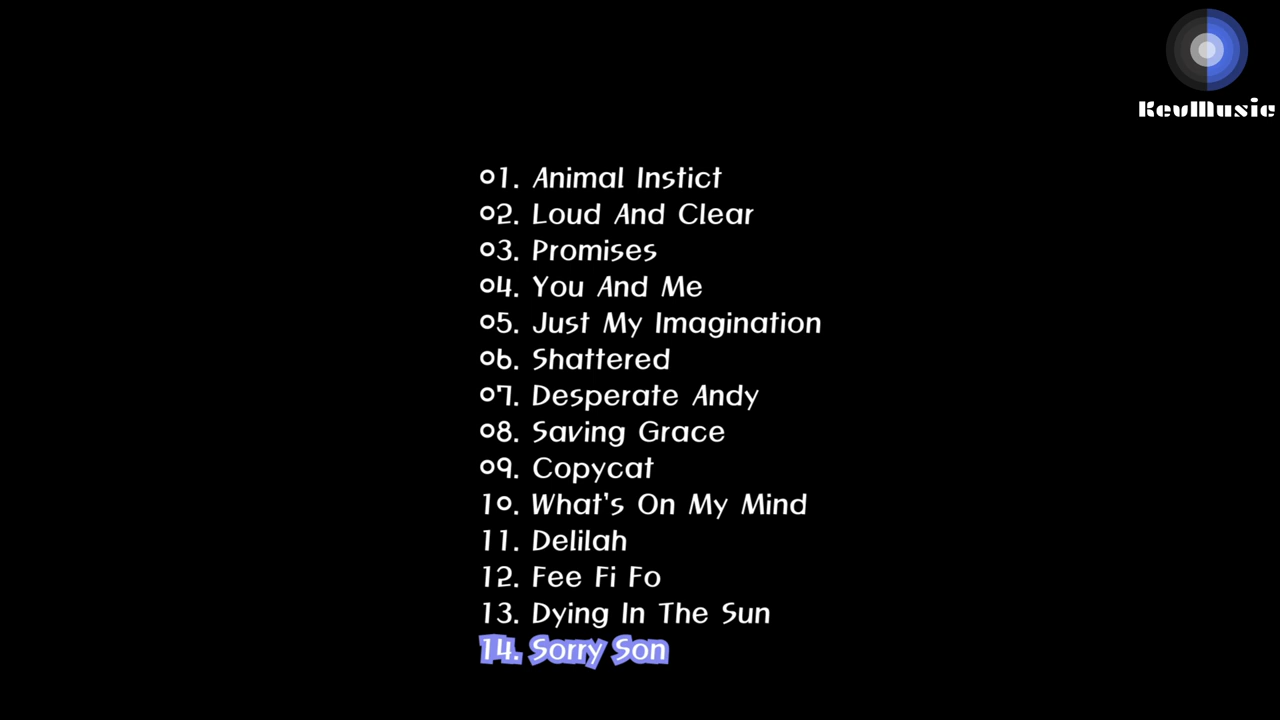 KevMusic
01. Animal Instict
02. Loud And Clear
03. Promises
04. You And Me
05. Just My Imagination
06. Shattered
07. Desperate Andy
08. Saving Grace
09. Copycat
10. What's On My Mind
11. Delilah
12. Fee Fi Fo
13. Dying In The Sun
14. Sorry Son